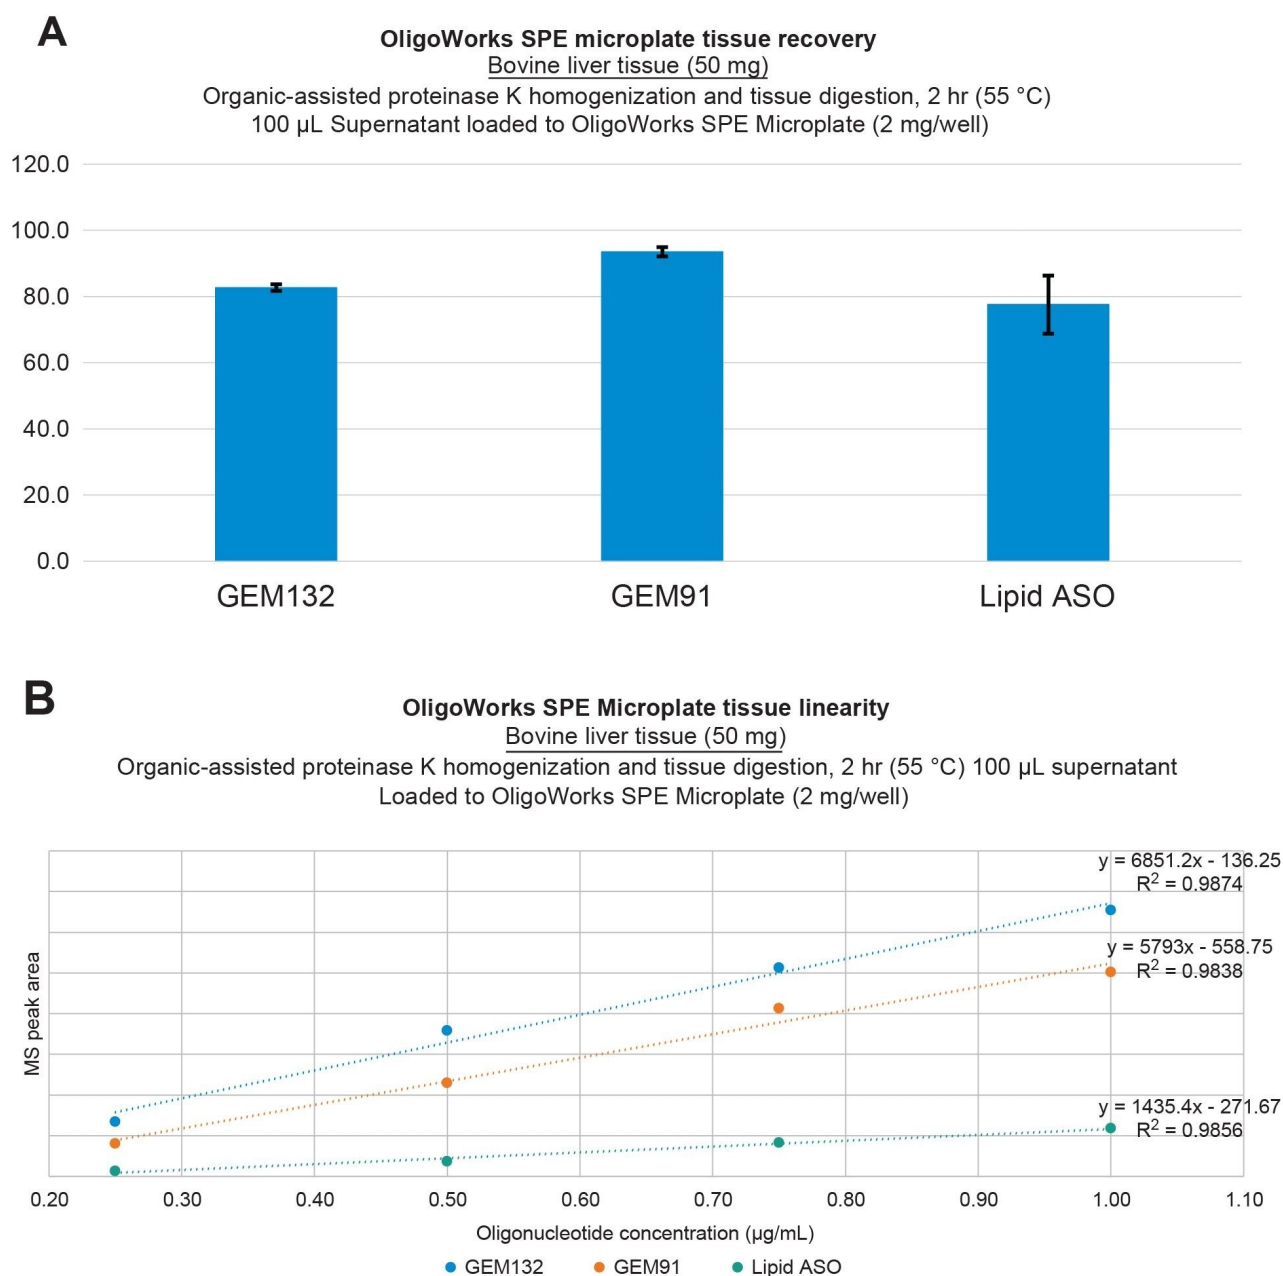 A
OligoWorks SPE microplate tissue recovery
Bovine liver tissue (50 mg)
Organic-assisted proteinase K homogenization and tissue digestion, 2 hr (55 °C)
100 µL Supernatant loaded to OligoWorks SPE Microplate (2 mg/well)
120.0
100.0
80.0
60.0
40.0
20.0
0.0
GEM132 GEM91 Lipid ASO
B
OligoWorks SPE Microplate tissue linearity
Bovine liver tissue (50 mg)
Organic-assisted proteinase K homogenization and tissue digestion, 2 hr (55 °C) 100 µL supernatant
Loaded to OligoWorks SPE Microplate (2 mg/well)
y = 6851.2x - 136.25
R² = 0.9874
y = 5793x - 558.75
R² = 0.9838
y = 1435.4x - 271.67
R² = 0.9856
MS peak area
0.20 0.30 0.40 0.50 0.60 0.70 0.80 0.90 1.00 1.10
Oligonucleotide concentration (µg/mL)
GEM132 GEM91 Lipid ASO